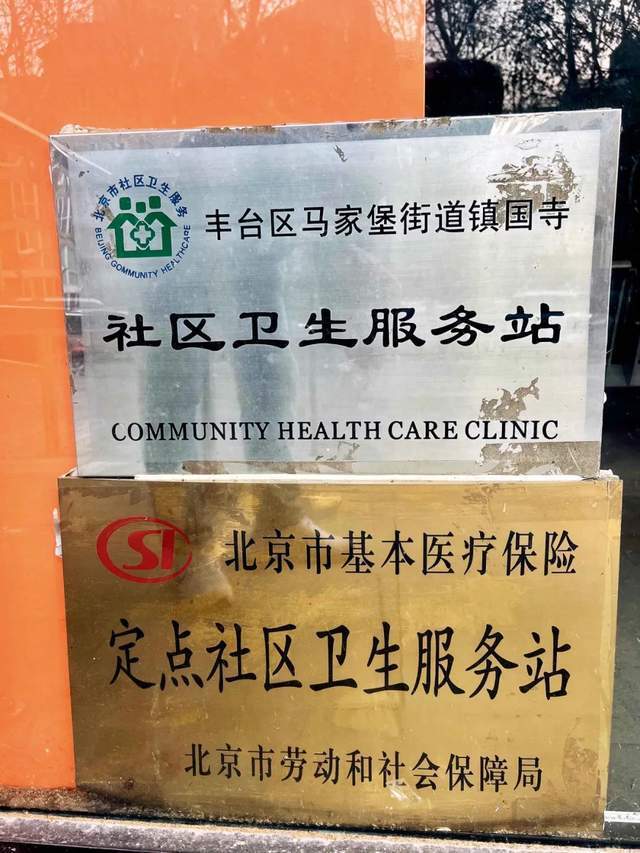 北京市社区卫生服务
BEIJING COMMUNITY HEALTHCARE
丰台区马家堡街道镇国寺
社区卫生服务站
COMMUNITY HEALTH CARE CLINIC
SI
北京市基本医疗保险
定点社区卫生服务站
北京市劳动和社会保障局